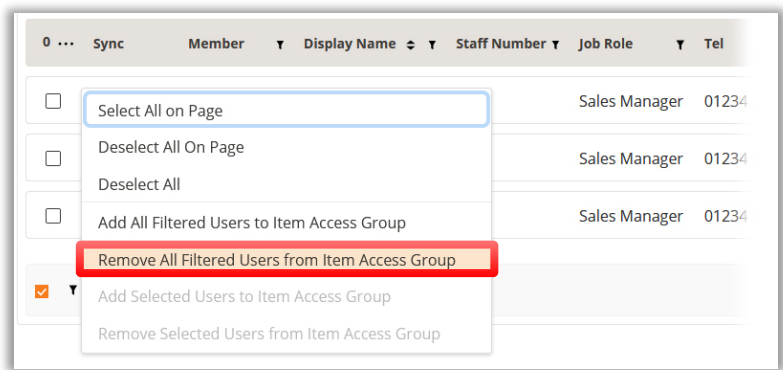 0 ... Sync Member Display Name Staff Number Job Role Tel
Select All on Page
Sales Manager 01234
Deselect All On Page
Sales Manager 01234
Deselect All
Add All Filtered Users to Item Access Group
Sales Manager 01234
Remove All Filtered Users from Item Access Group
Add Selected Users to Item Access Group
Remove Selected Users from Item Access Group